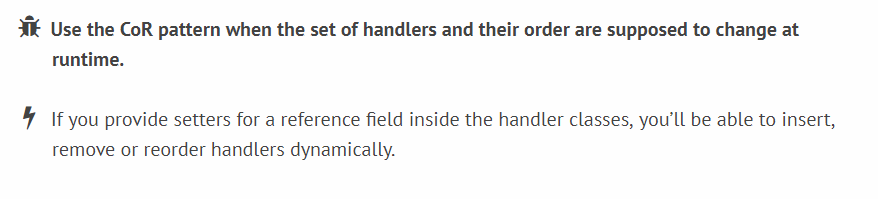 Use the CoR pattern when the set of handlers and their order are supposed to change at
runtime.
If you provide setters for a reference field inside the handler classes, you’ll be able to insert,
remove or reorder handlers dynamically.